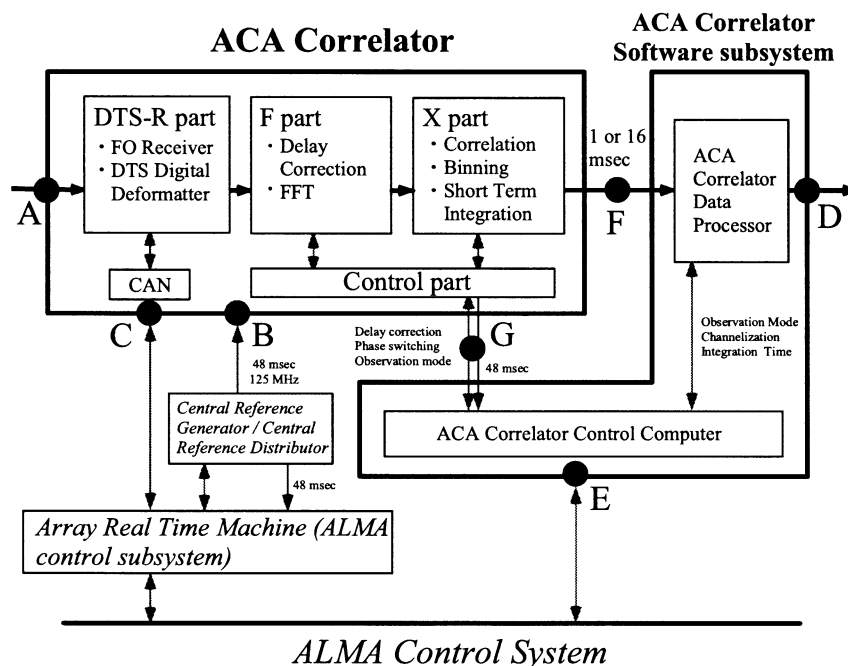 ACA Correlator
ACA Correlator
Software subsystem
DTS-R part
・FO Receiver
・DTS Digital
Deformatter
F part
・Delay
Correction
・FFT
X part
・Correlation
・Binning
・Short Term
Integration
1 or 16
msec
ACA
Correlator
Data
Processor
A
F
D
CAN
Control part
C
B
G
Delay correction
Phase switching
Observation mode
48 msec
Observation Mode
Channelization
Integration Time
48 msec
125 MHz
Central Reference
Generator / Central
Reference Distributor
ACA Correlator Control Computer
48 msec
E
Array Real Time Machine (ALMA
control subsystem)
ALMA Control System